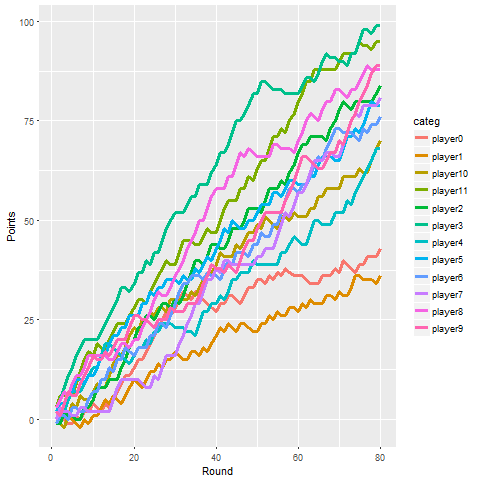 100
75
50
25
0
Points
0
20
40
60
80
Round
categ
player0
player1
player10
player11
player2
player3
player4
player5
player6
player7
player8
player9